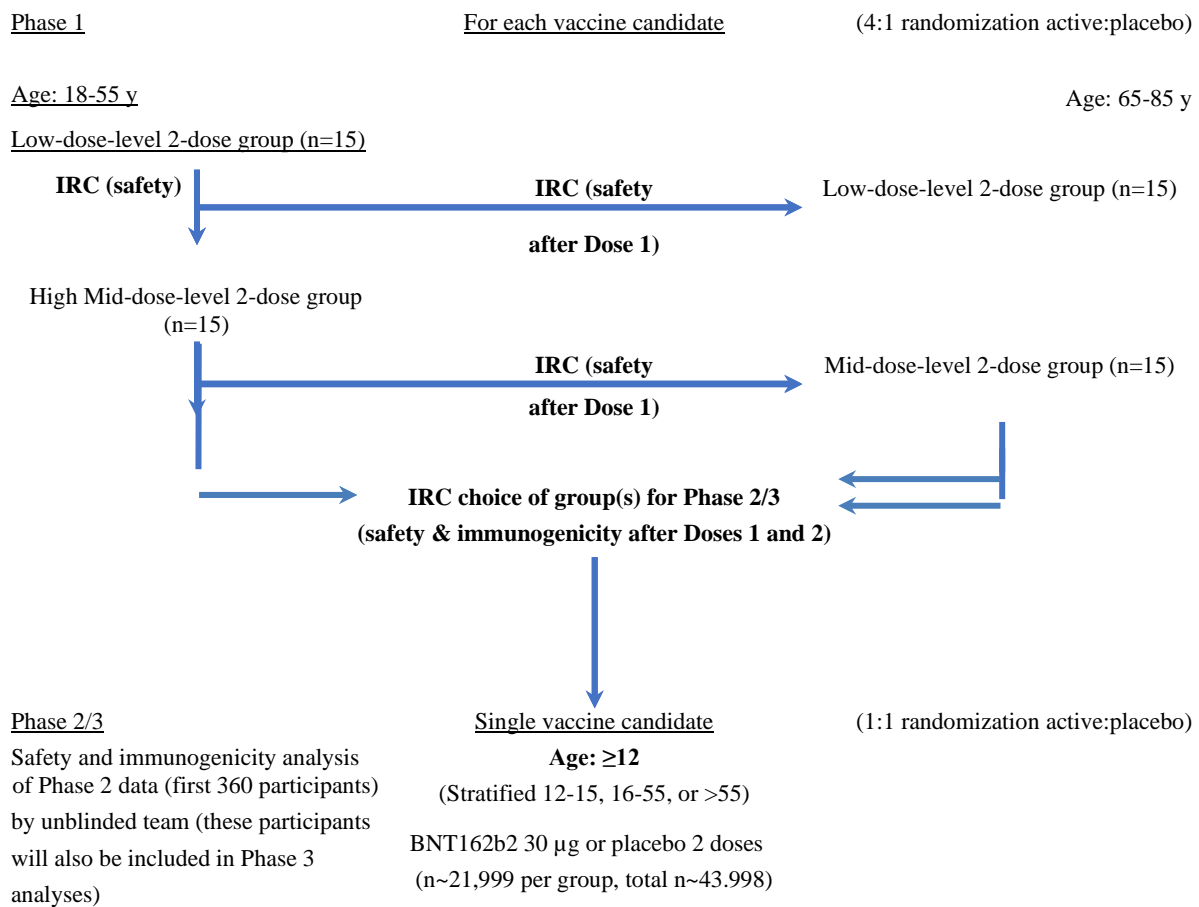 Phase 1 For each vaccine candidate (4:1 randomization active:placebo)
Age: 18-55 y Age: 65-85 y
Low-dose-level 2-dose group (n=15)
IRC (safety) IRC (safety Low-dose-level 2-dose group (n=15)
after Dose 1)
High Mid-dose-level 2-dose group
(n=15)
IRC (safety Mid-dose-level 2-dose group (n=15)
after Dose 1)
IRC choice of group(s) for Phase 2/3
(safety & immunogenicity after Doses 1 and 2)
Phase 2/3 Single vaccine candidate (1:1 randomization active:placebo)
Safety and immunogenicity analysis
of Phase 2 data (first 360 participants)
by unblinded team (these participants
will also be included in Phase 3
analyses)
Age: ≥12
(Stratified 12-15, 16-55, or >55)
BNT162b2 30 µg or placebo 2 doses
(n~21,999 per group, total n~43.998)